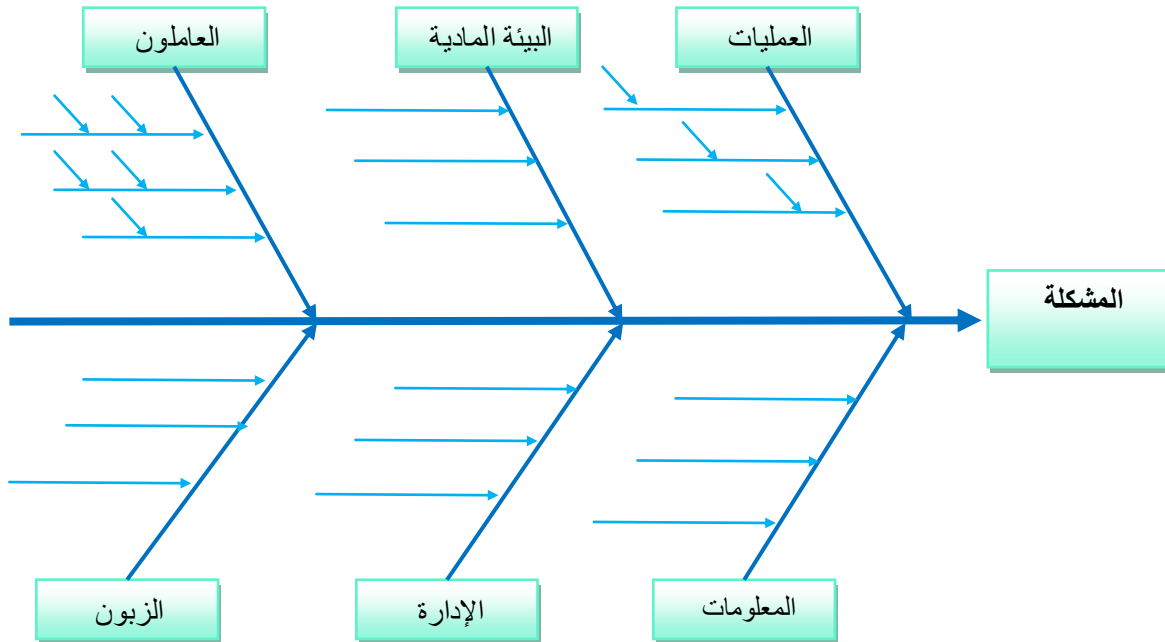 العمليات
البيئة المادية
العاملون
المشكلة
المعلومات
الإدارة
الزبون